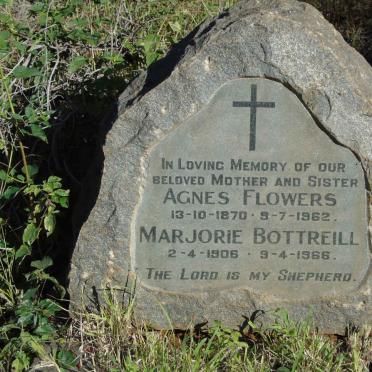 In Loving Memory of our
beloved Mother and Sister
Agnes Flowers
13-10-1870 · 9-7-1962.
Marjorie Bottreill
2-4-1906 · 9-4-1966.
The Lord is my Shepherd.